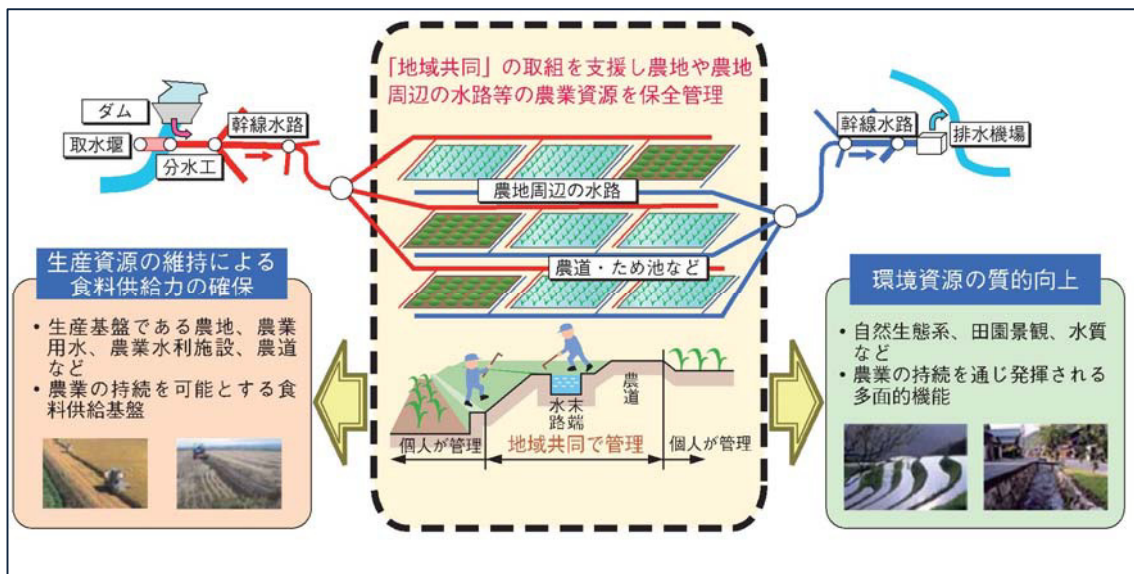 「地域共同」の取組を支援し農地や農地
周辺の水路等の農業資源を保全管理
ダム
取水堰
分水工
幹線水路
農地周辺の水路
農道・ため池など
幹線水路
排水機場
生産資源の維持による
食料供給力の確保
• 生産基盤である農地、農業
用水、農業水利施設、農道
など
• 農業の持続を可能とする食
料供給基盤
末端
水路
農道
個人が管理
地域共同で管理
個人が管理
環境資源の質的向上
• 自然生態系、田園景観、水質
など
• 農業の持続を通じ発揮される
多面的機能